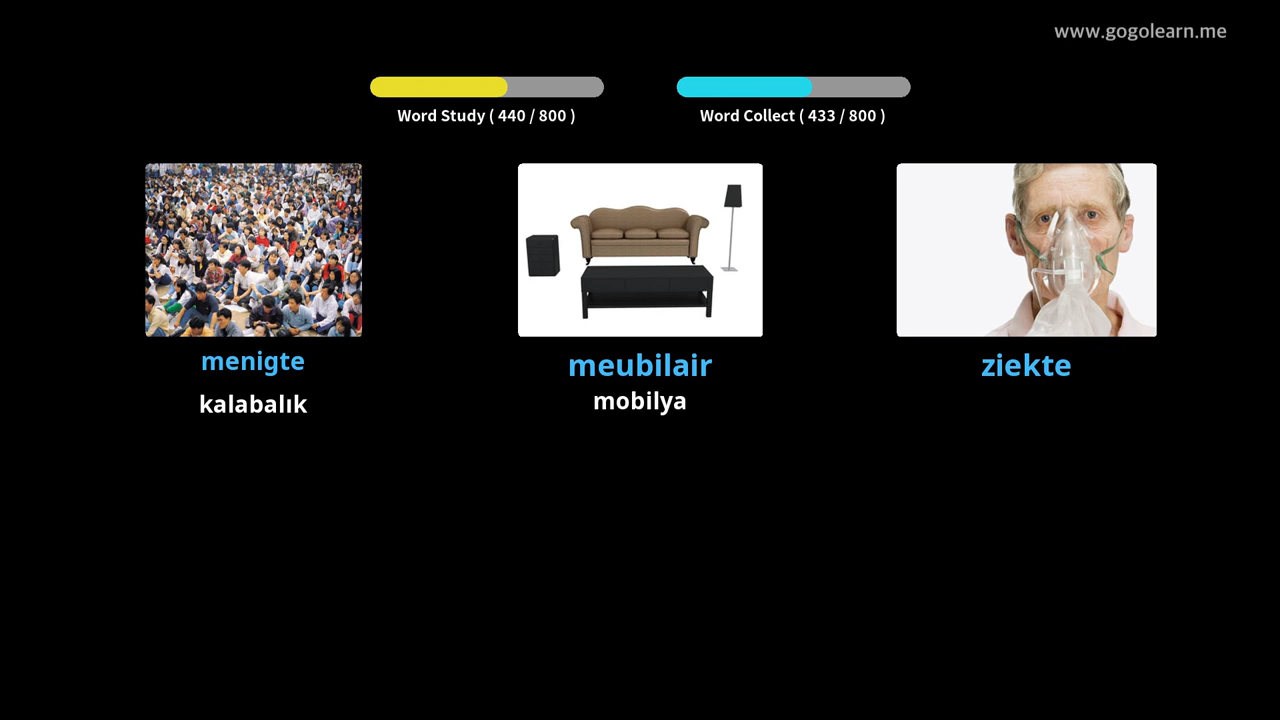 www.gogolearn.me
Word Study ( 440 / 800 )
Word Collect ( 433 / 800 )
menigte
kalabalık
meubilair
mobilya
ziekte